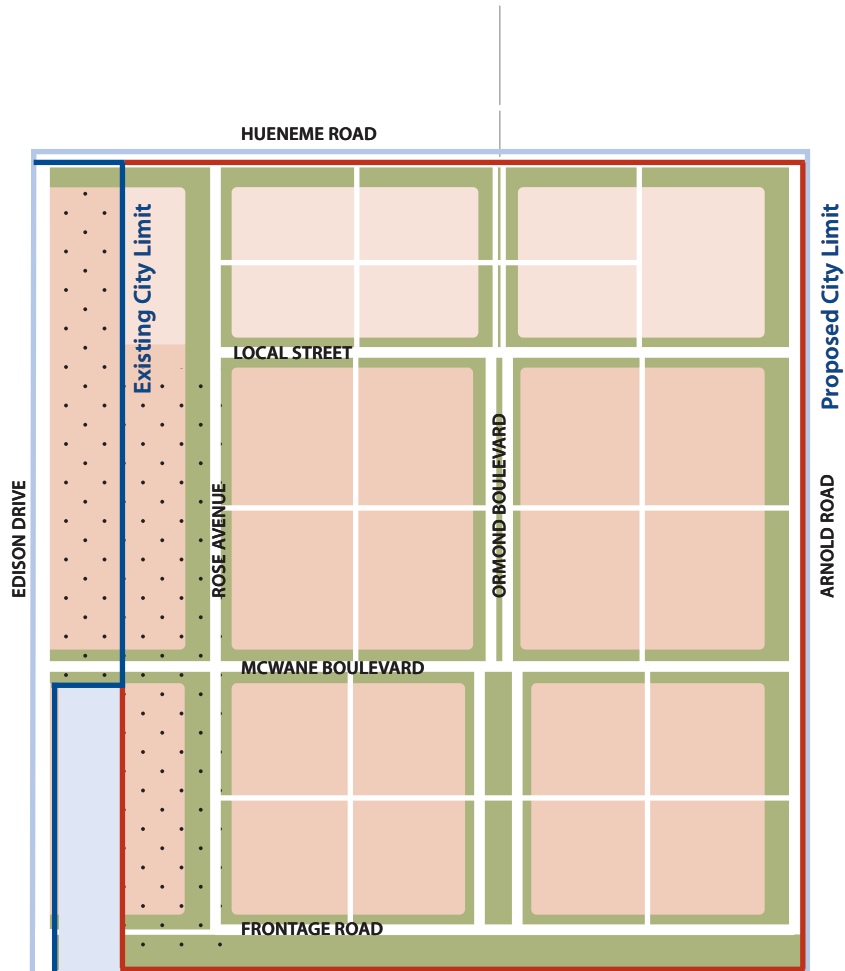 HUENEME ROAD
Existing City Limit
Proposed City Limit
LOCAL STREET
EDISON DRIVE
ROSE AVENUE
ORMOND BOULEVARD
ARNOLD ROAD
MCWANE BOULEVARD
FRONTAGE ROAD